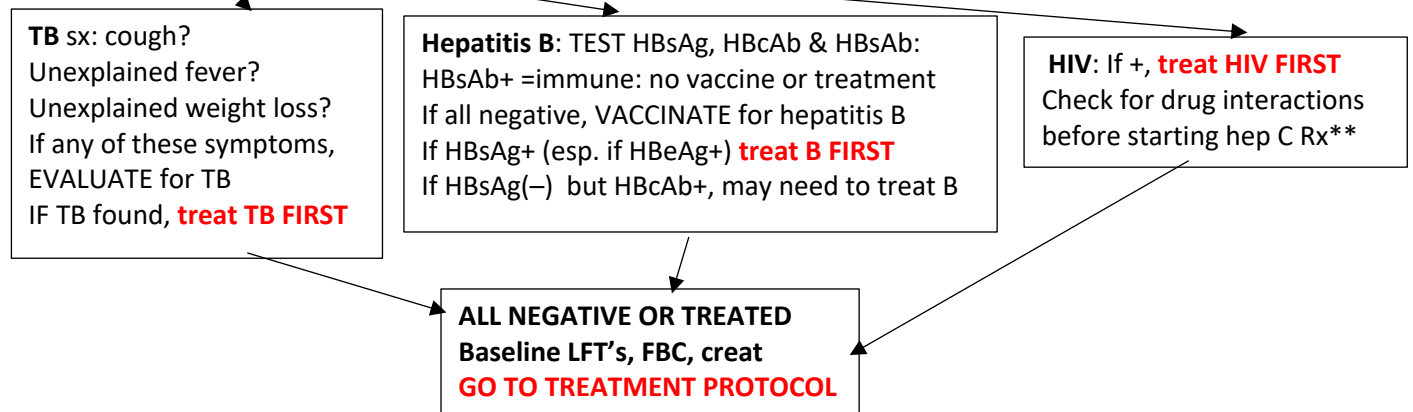 TB sx: cough?
Unexplained fever?
Unexplained weight loss?
If any of these symptoms,
EVALUATE for TB
IF TB found, treat TB FIRST
Hepatitis B: TEST HBsAg, HBcAb & HBsAb:
HBsAb+ =immune: no vaccine or treatment
If all negative, VACCINATE for hepatitis B
If HBsAg+ (esp. if HBeAg+) treat B FIRST
If HBsAg(–) but HBcAb+, may need to treat B
HIV: If +, treat HIV FIRST
Check for drug interactions
before starting hep C Rx**
ALL NEGATIVE OR TREATED
Baseline LFT’s, FBC, creat
GO TO TREATMENT PROTOCOL